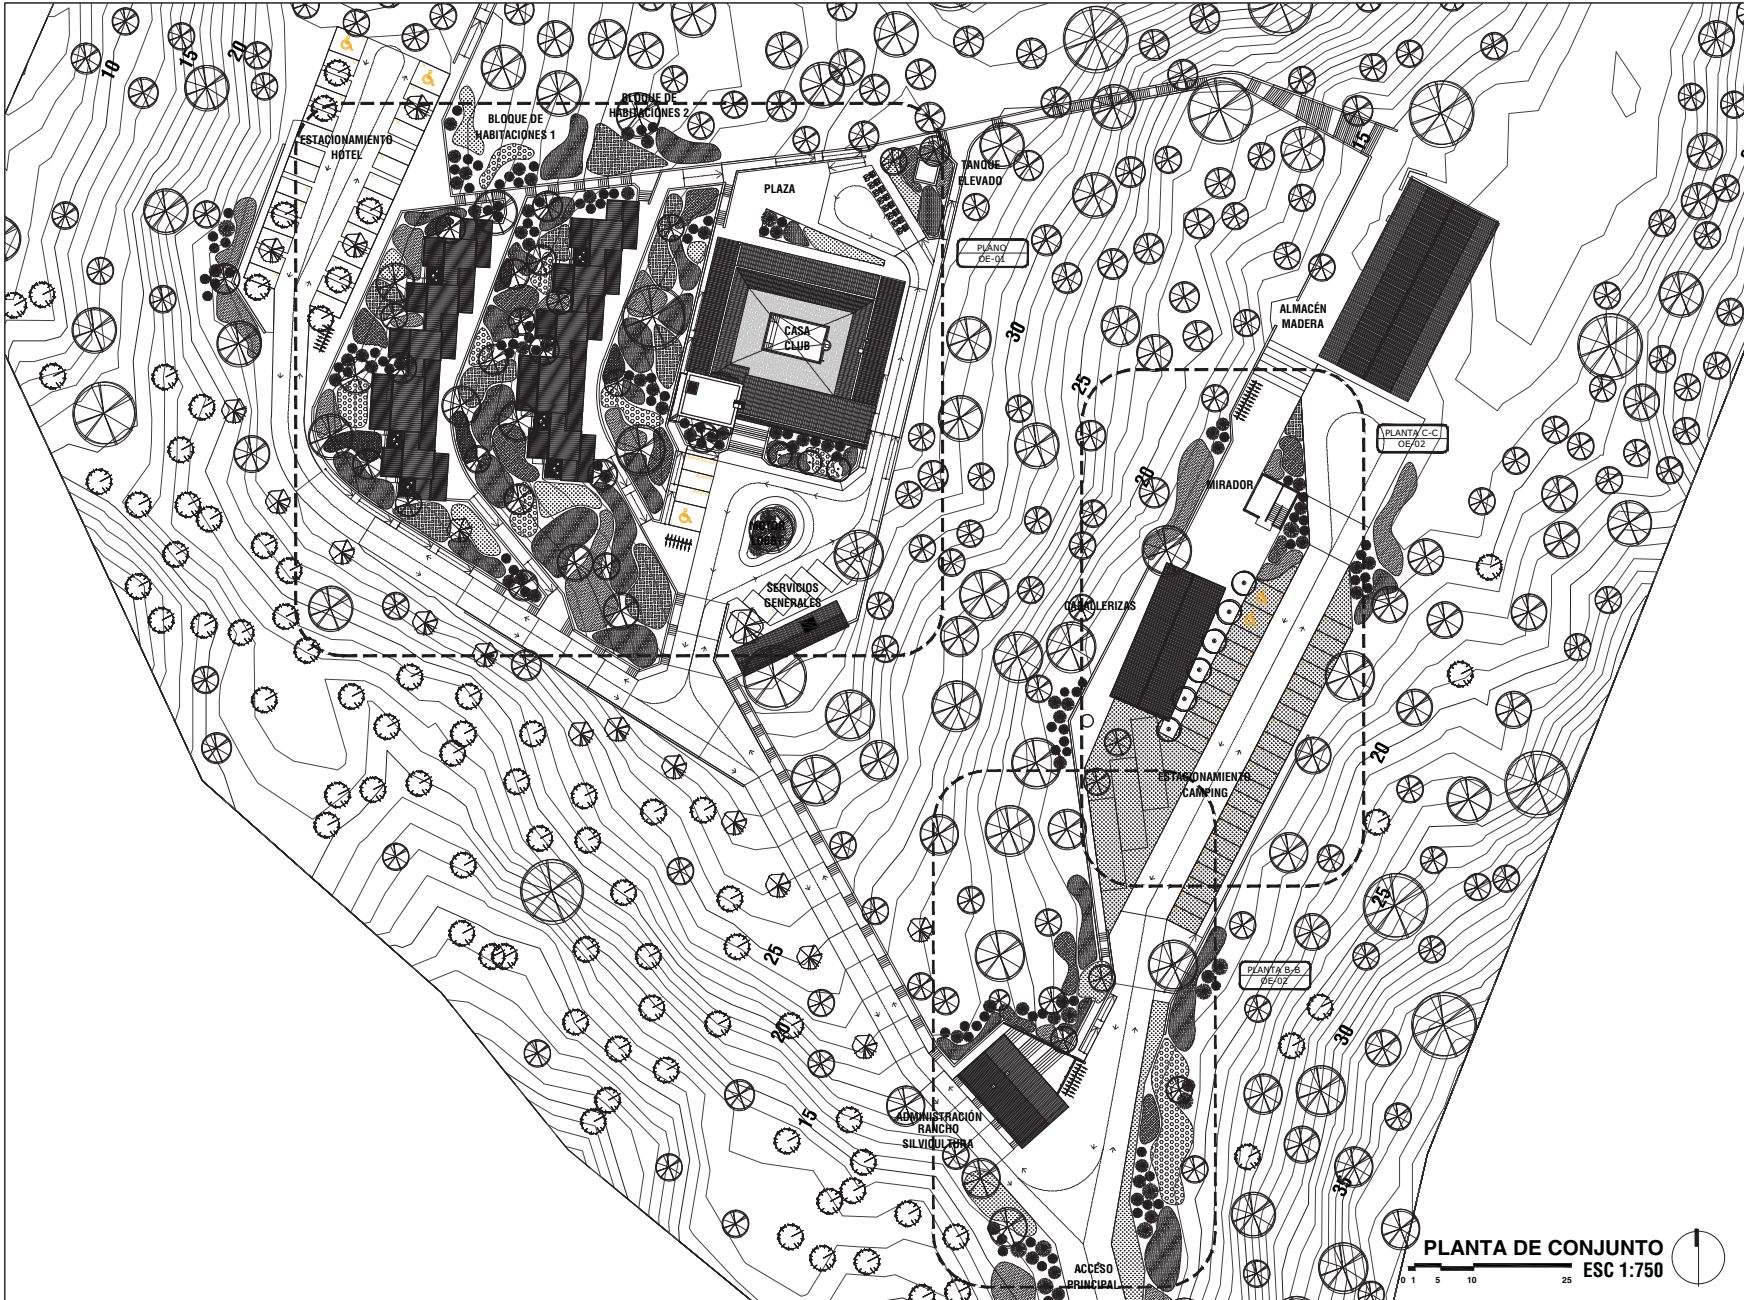 10
15
20
BLOQUE DE
HABITACIONES 2
BLOQUE DE
HABITACIONES 1
ESTACIONAMIENTO
HOTEL
15
TANQUE
ELEVADO
PLAZA
PLANO
OE-01
ALMACÉN
MADERA
30
CASA
CLUB
25
PLANTA C-C
OE-02
20
MIRADOR
MOTOR
LOBBY
SERVICIOS
GENERALES
CABALLERIZAS
20
ESTACIONAMIENTO
CAMPING
25
25
PLANTA B-B
OE-02
20
30
15
ADMINISTRACIÓN
RANCHO
SILVICULTURA
35
ACCESO
PRINCIPAL
PLANTA DE CONJUNTO
ESC 1:750
0 1 5 10 25